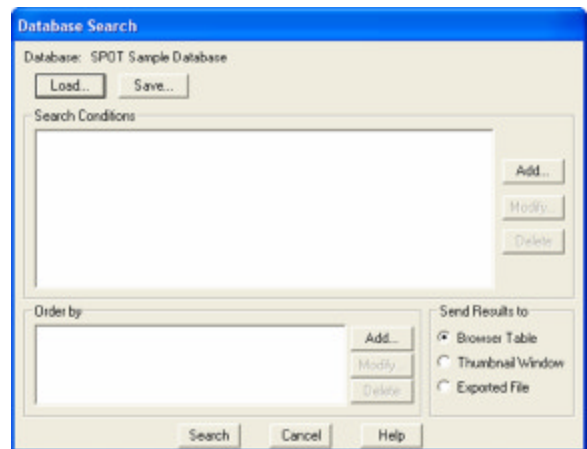 Database Search
Database: SPOT Sample Database
Load... Save...
Search Conditions
Add...
Modify...
Delete
Order by
Add...
Modify...
Delete
Send Results to
Browser Table
Thumbnail Window
Exported File
Search Cancel Help